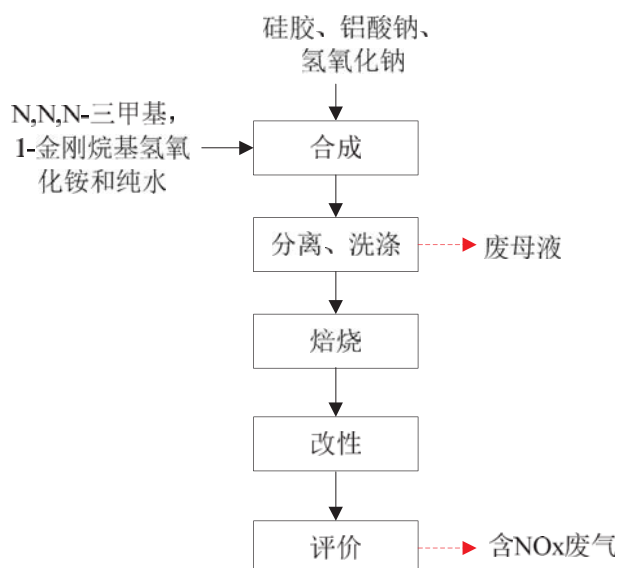 硅胶、铝酸钠、
氢氧化钠
N,N,N-三甲基，
1-金刚烷基氢氧
化铵和纯水
合成
分离、洗涤
废母液
焙烧
改性
评价
含NOx废气